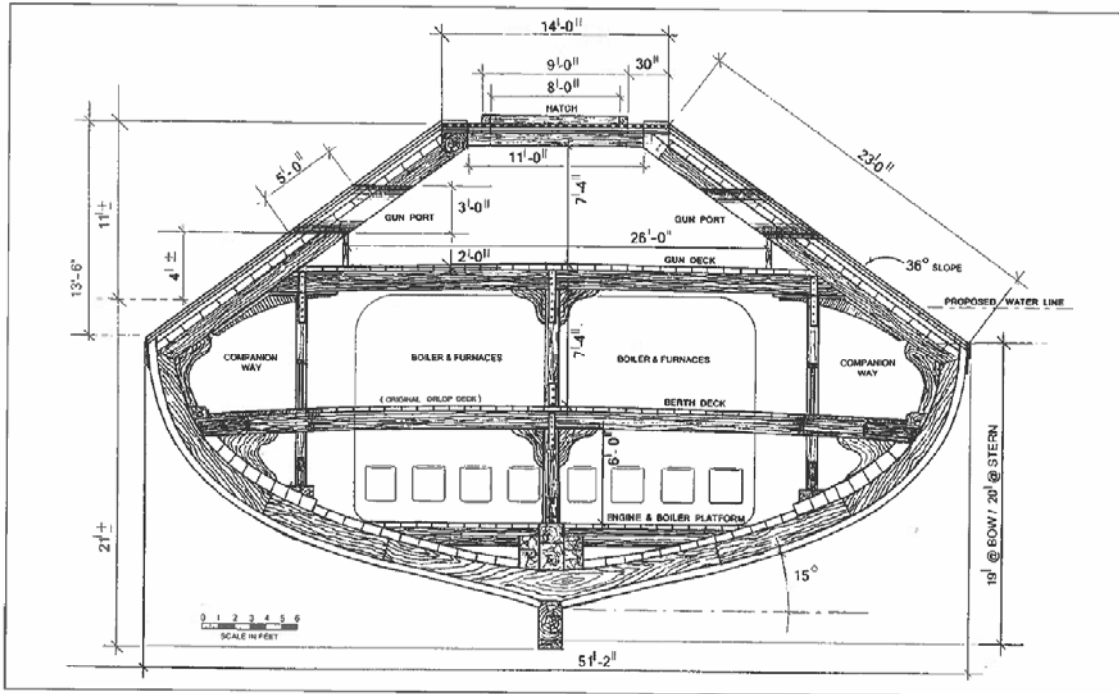 14'-0"
9'-0"
30"
8'-0"
HATCH
23'-0"
11'-0"
5'-0"
7'-4"
3'-0"
GUN PORT
GUN PORT
11'±
26'-0"
2'-0"
GUN DECK
36° SLOPE
4'±
13'-6"
PROPOSED WATER LINE
COMPANION
WAY
BOILER & FURNACES
7'-4"
BOILER & FURNACES
COMPANION
WAY
( ORIGINAL ORLOP DECK )
BERTH DECK
6'-0"
ENGINE & BOILER PLATFORM
21'±
19' @ BOW / 20' @ STERN
15°
0 1 2 3 4 5 6
SCALE IN FEET
51'-2"